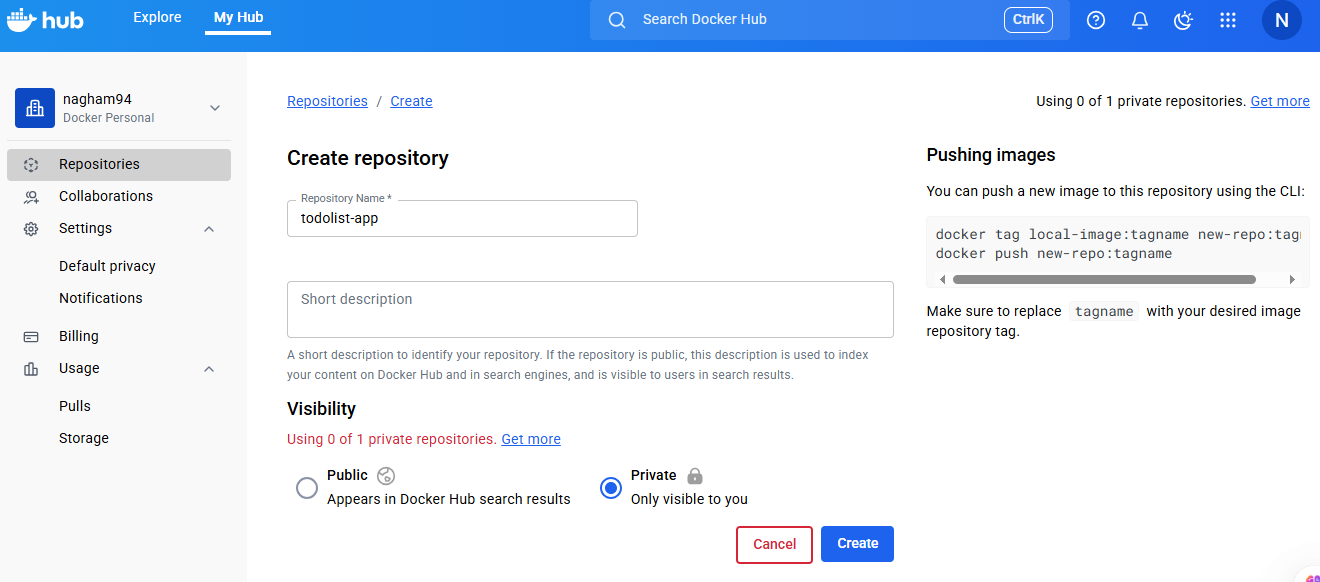 hub
Explore
My Hub
Search Docker Hub
CtrlK
N
nagham94
Docker Personal
Repositories
Collaborations
Settings
Default privacy
Notifications
Billing
Usage
Pulls
Storage
Repositories / Create
Using 0 of 1 private repositories. Get more
Create repository
Repository Name *
todolist-app
Short description
A short description to identify your repository. If the repository is public, this description is used to index
your content on Docker Hub and in search engines, and is visible to users in search results.
Visibility
Using 0 of 1 private repositories. Get more
Public
Appears in Docker Hub search results
Private
Only visible to you
Cancel
Create
Pushing images
You can push a new image to this repository using the CLI:
docker tag local-image:tagname new-repo:tag
docker push new-repo:tagname
Make sure to replace tagname with your desired image
repository tag.